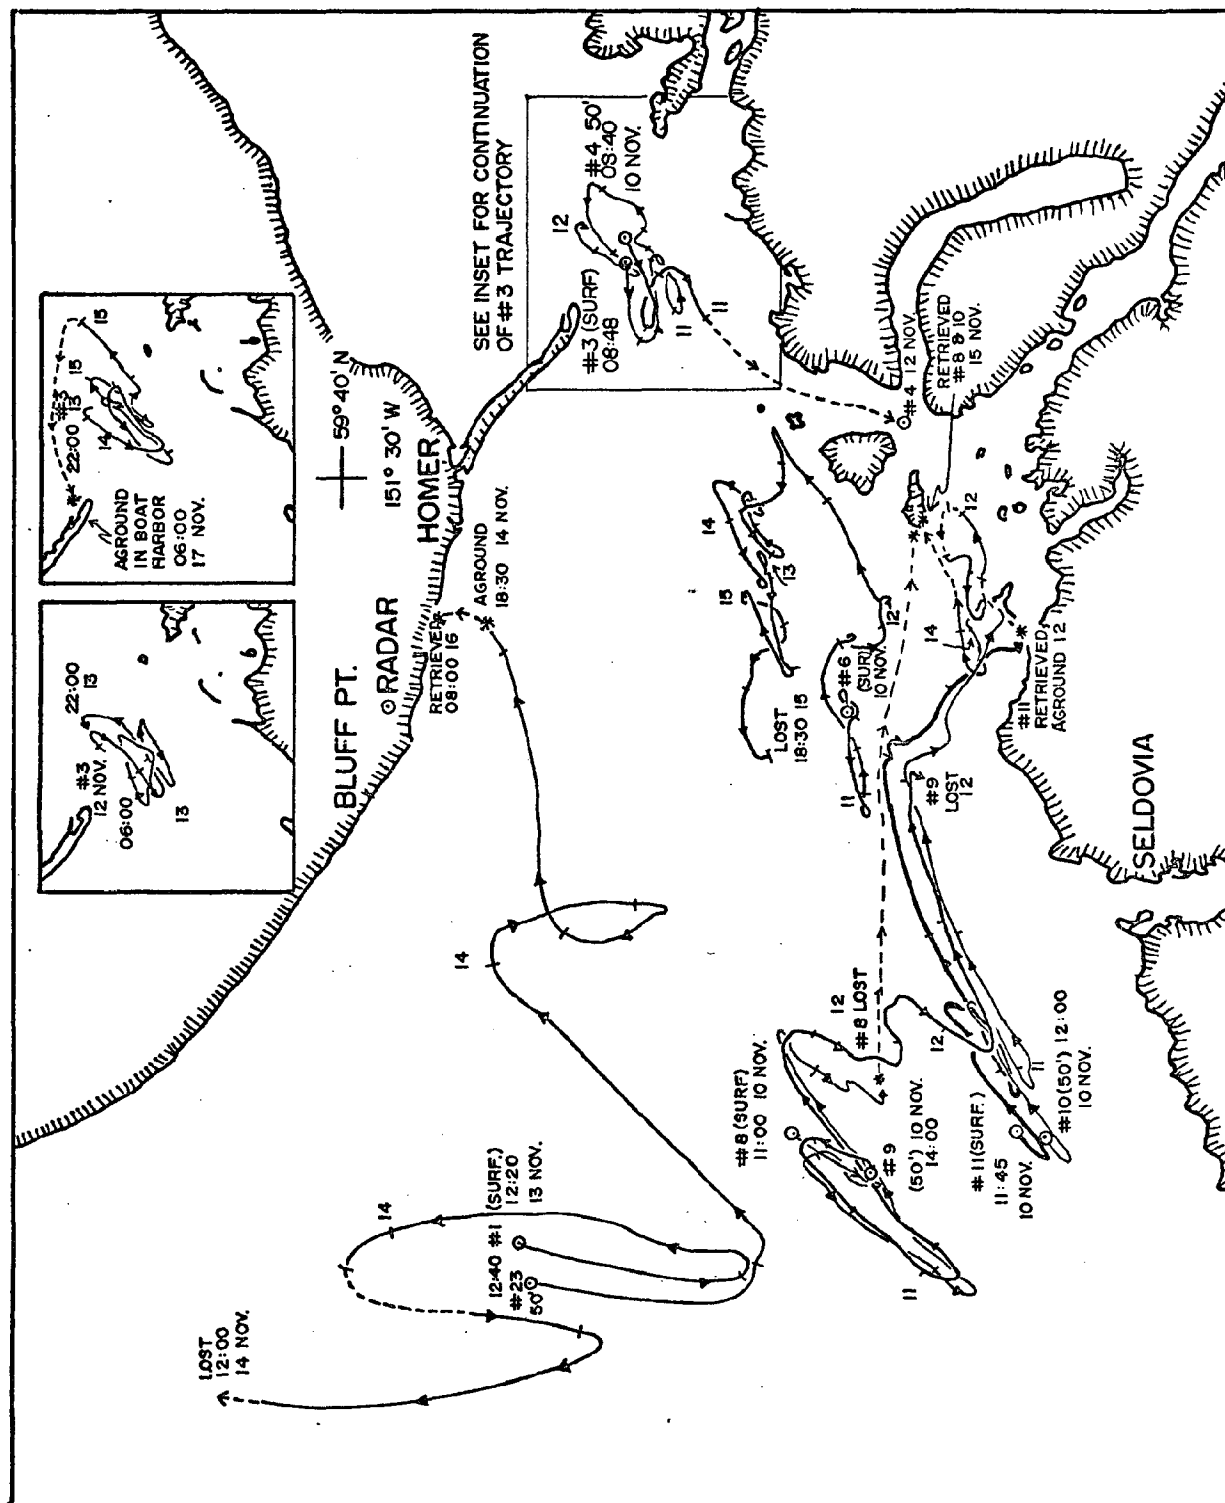 SEE INSET FOR CONTINUATION
OF #3 TRAJECTORY
#4 50'
08:40
10 NOV.
12
#3 (SURF)
08:48
11
11
15
15
#3
13
22:00
14
AGROUND
IN BOAT
HARBOR
06:00
17 NOV.
22:00
13
#3
12 NOV.
06:00
13
59° 40' N
151° 30' W
HOMER
BLUFF PT.
RADAR
RETRIEVED
08:00 16
AGROUND
18:30 14 NOV.
#4 12 NOV.
RETRIEVED
#8 & 10
15 NOV.
14
13
15
LOST
18:30 15
12
#6
(SURF)
10 NOV.
11
12
14
#11
RETRIEVED
AGROUND 12
#9
LOST
12
SELDOVIA
14
12
#8 LOST
12
11
#8 (SURF)
11:00 10 NOV.
#9
(50') 10 NOV.
14:00
#11 (SURF.)
11:45
10 NOV.
#10 (50') 12:00
10 NOV.
11
14
12:40 #1 (SURF.)
12:20
13 NOV.
#23
50'
LOST
12:00
14 NOV.